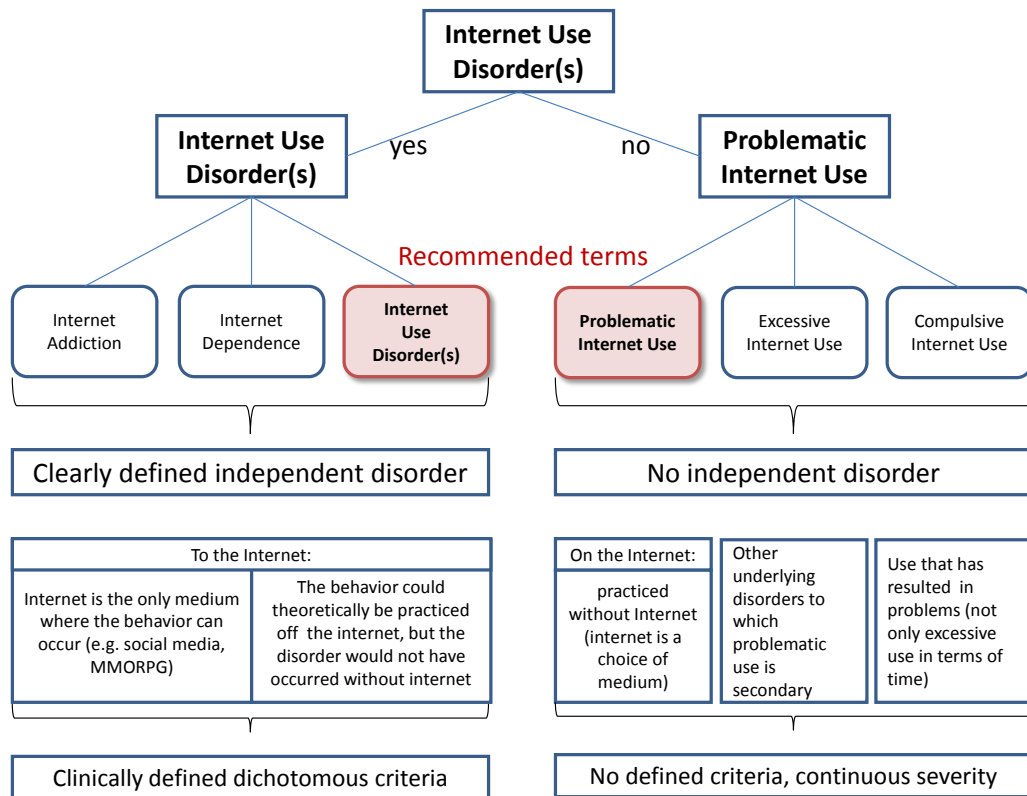 Internet Use
Disorder(s)
Internet Use
Disorder(s)
yes
no
Problematic
Internet Use
Recommended terms
Internet
Addiction
Internet
Dependence
Internet
Use
Disorder(s)
Problematic
Internet Use
Excessive
Internet Use
Compulsive
Internet Use
Clearly defined independent disorder
No independent disorder
To the Internet:
Internet is the only medium
where the behavior can
occur (e.g. social media,
MMORPG)
The behavior could
theoretically be practiced
off the internet, but the
disorder would not have
occurred without internet
On the Internet:
practiced
without Internet
(internet is a
choice of
medium)
Other
underlying
disorders to
which
problematic
use is
secondary
Use that has
resulted in
problems (not
only excessive
use in terms of
time)
Clinically defined dichotomous criteria
No defined criteria, continuous severity